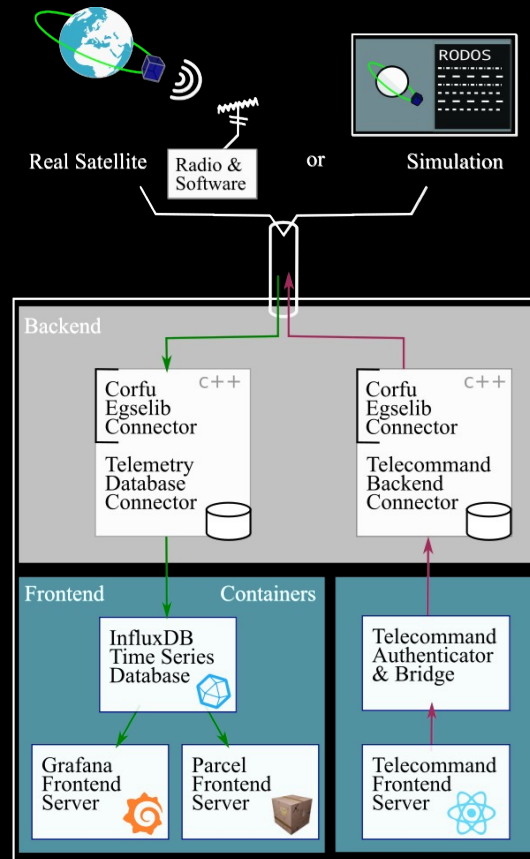 RODOS
Real Satellite
Radio &
Software
or
Simulation
Backend
C++
Corfu
Egselib
Connector
Telemetry
Database
Connector
C++
Corfu
Egselib
Connector
Telecommand
Backend
Connector
Frontend
Containers
InfluxDB
Time Series
Database
Grafana
Frontend
Server
Parcel
Frontend
Server
Telecommand
Authenticator
& Bridge
Telecommand
Frontend
Server